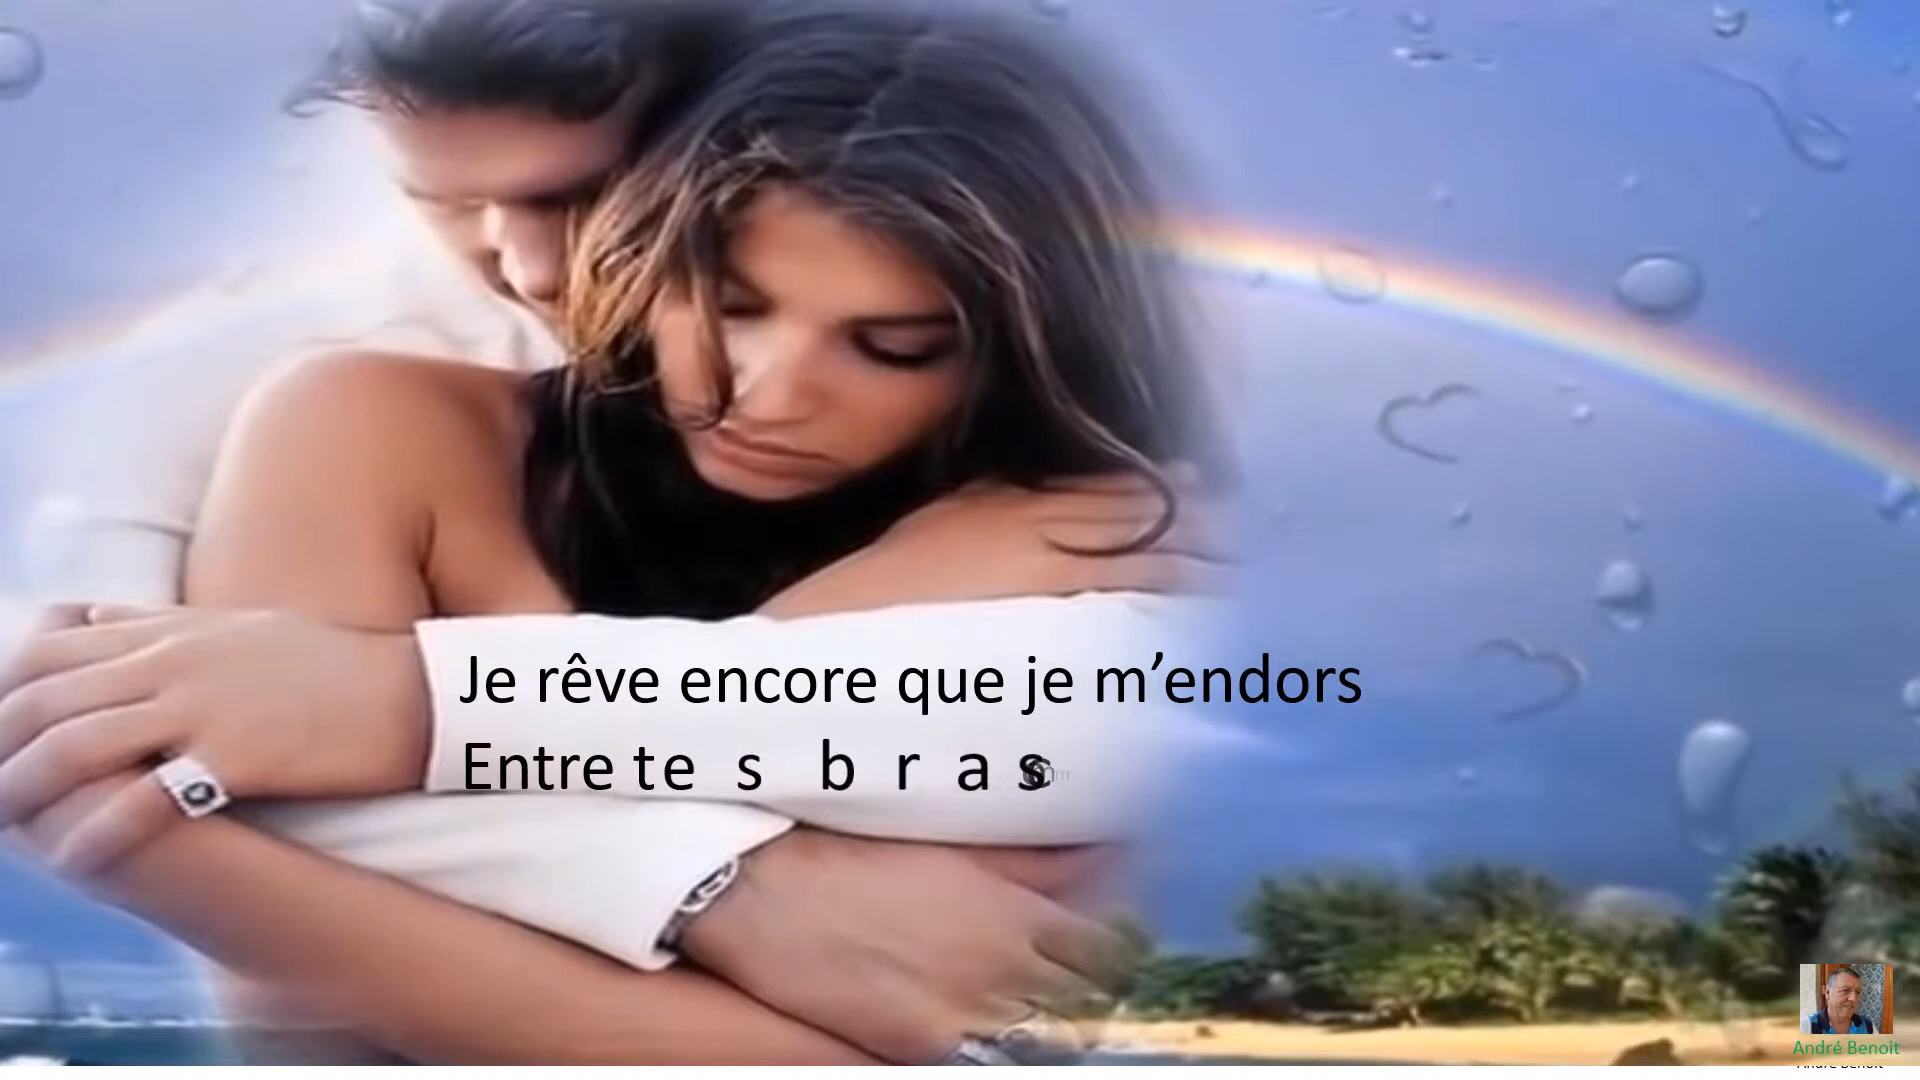 Je rêve encore que je m’endors
Entre tes bras
André Benoit